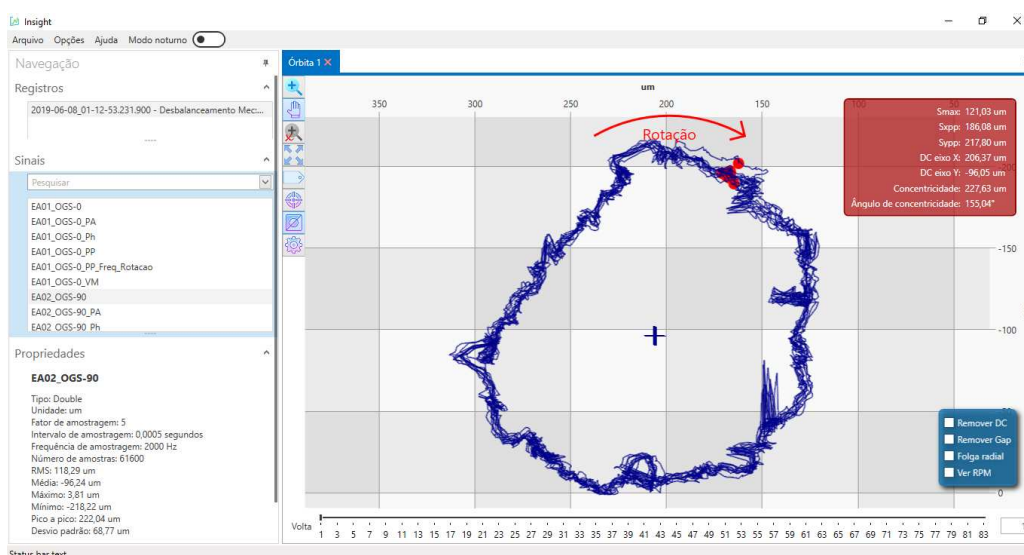 Insight
Arquivo Opções Ajuda Modo noturno
Navegação
Registros
2019-06-08_01-12-53.231.900 - Desbalanceamento Mec:...
Sinais
Pesquisar
EA01_OGS-0
EA01_OGS-0_PA
EA01_OGS-0_Ph
EA01_OGS-0_PP
EA01_OGS-0_PP_Freq_Rotacao
EA01_OGS-0_VM
EA02_OGS-90
EA02_OGS-90_PA
EA02_OGS-90_Ph
Propriedades
EA02_OGS-90
Tipo: Double
Unidade: um
Fator de amostragem: 5
Intervalo de amostragem: 0,0005 segundos
Frequência de amostragem: 2000 Hz
Número de amostras: 61600
RMS: 118,29 um
Média: -96,24 um
Máximo: 3,81 um
Mínimo: -218,22 um
Pico a pico: 222,04 um
Desvio padrão: 68,77 um
Órbita 1
um
350 300 250 200 150
Rotação
Smax: 121,03 um
Sxpp: 186,08 um
Sypp: 217,80 um
DC eixo X: 206,37 um
DC eixo Y: -96,05 um
Concentricidade: 227,63 um
Ângulo de concentricidade: 155,04°
-150
-100
0
Remover DC
Remover Gap
Folga radial
Ver RPM
Volta
1 3 5 7 9 11 13 15 17 19 21 23 25 27 29 31 33 35 37 39 41 43 45 47 49 51 53 55 57 59 61 63 65 67 69 71 73 75 77 79 81 83
Status bar text